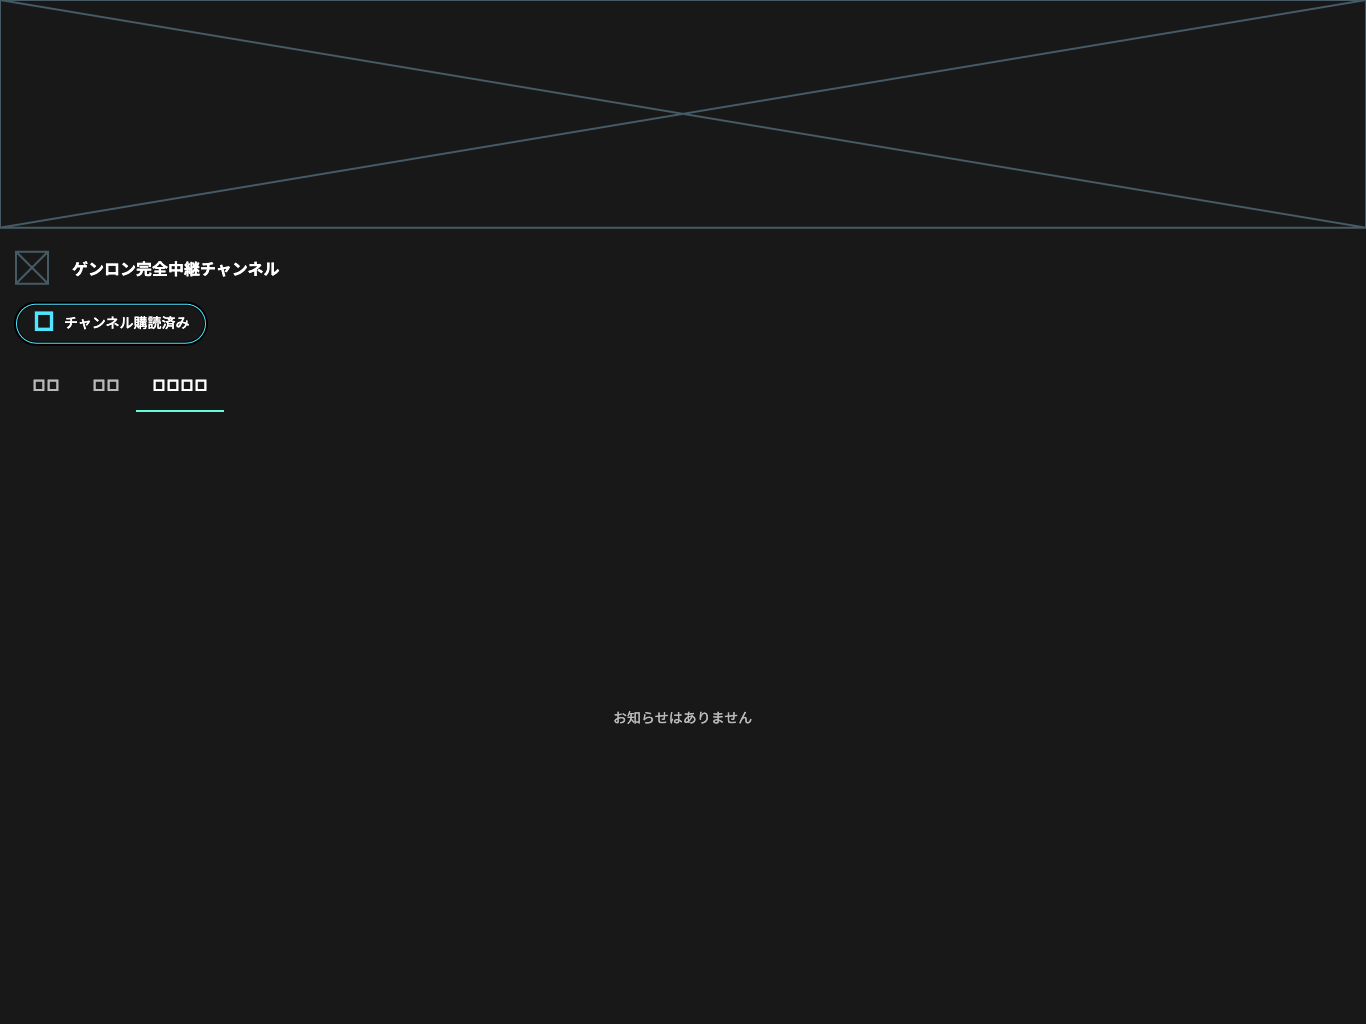 ゲンロン完全中継チャンネル
チャンネル購読済み
お知らせはありません